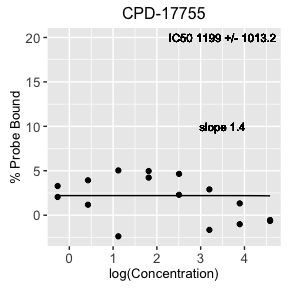 CPD-17755
IC50 1199 +/- 1013.2
slope 1.4
% Probe Bound
20
15
10
5
0
0 1 2 3 4
log(Concentration)